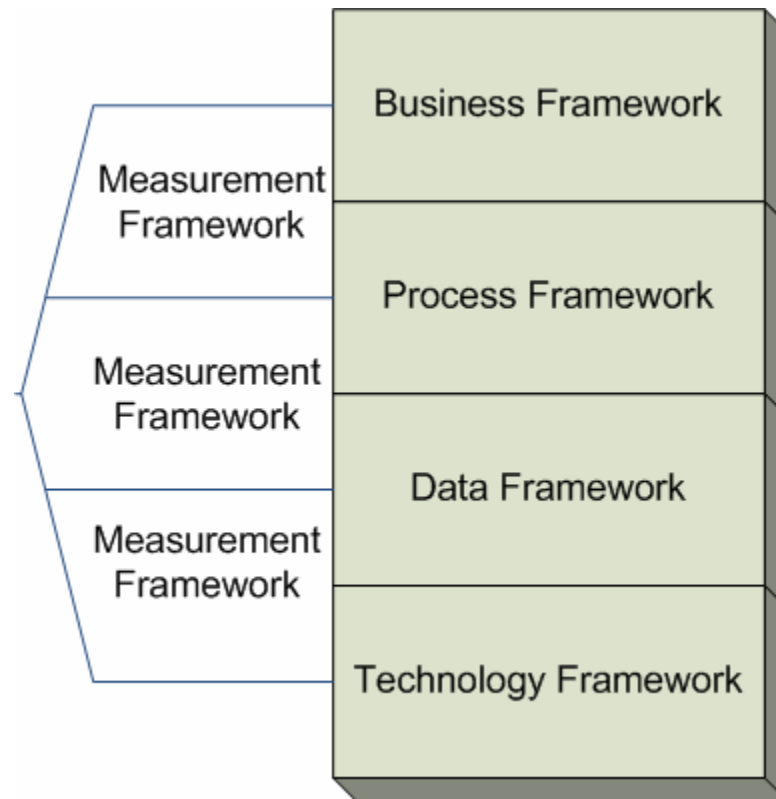 Business Framework
Measurement
Framework
Process Framework
Measurement
Framework
Data Framework
Measurement
Framework
Technology Framework